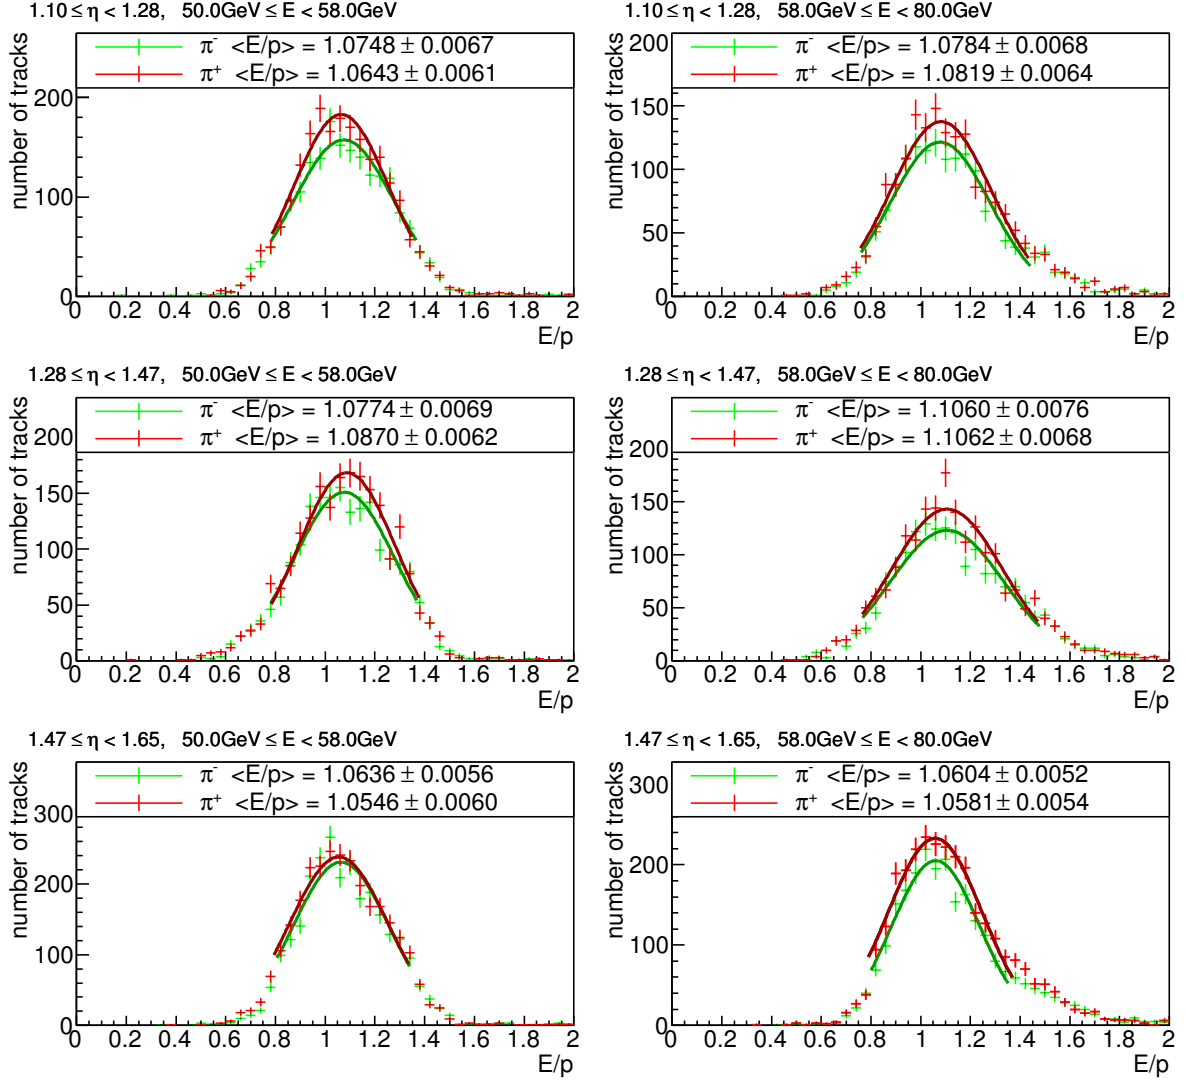 1.10 ≤ η < 1.28, 50.0GeV ≤ E < 58.0GeV
π⁻ <E/p> = 1.0748 ± 0.0067
π⁺ <E/p> = 1.0643 ± 0.0061
number of tracks
200
100
0
0 0.2 0.4 0.6 0.8 1 1.2 1.4 1.6 1.8 2
E/p
1.10 ≤ η < 1.28, 58.0GeV ≤ E < 80.0GeV
π⁻ <E/p> = 1.0784 ± 0.0068
π⁺ <E/p> = 1.0819 ± 0.0064
number of tracks
200
150
100
50
0
0 0.2 0.4 0.6 0.8 1 1.2 1.4 1.6 1.8 2
E/p
1.28 ≤ η < 1.47, 50.0GeV ≤ E < 58.0GeV
π⁻ <E/p> = 1.0774 ± 0.0069
π⁺ <E/p> = 1.0870 ± 0.0062
number of tracks
200
150
100
50
0
0 0.2 0.4 0.6 0.8 1 1.2 1.4 1.6 1.8 2
E/p
1.28 ≤ η < 1.47, 58.0GeV ≤ E < 80.0GeV
π⁻ <E/p> = 1.1060 ± 0.0076
π⁺ <E/p> = 1.1062 ± 0.0068
number of tracks
200
150
100
50
0
0 0.2 0.4 0.6 0.8 1 1.2 1.4 1.6 1.8 2
E/p
1.47 ≤ η < 1.65, 50.0GeV ≤ E < 58.0GeV
π⁻ <E/p> = 1.0636 ± 0.0056
π⁺ <E/p> = 1.0546 ± 0.0060
number of tracks
300
200
100
0
0 0.2 0.4 0.6 0.8 1 1.2 1.4 1.6 1.8 2
E/p
1.47 ≤ η < 1.65, 58.0GeV ≤ E < 80.0GeV
π⁻ <E/p> = 1.0604 ± 0.0052
π⁺ <E/p> = 1.0581 ± 0.0054
number of tracks
300
200
100
0
0 0.2 0.4 0.6 0.8 1 1.2 1.4 1.6 1.8 2
E/p